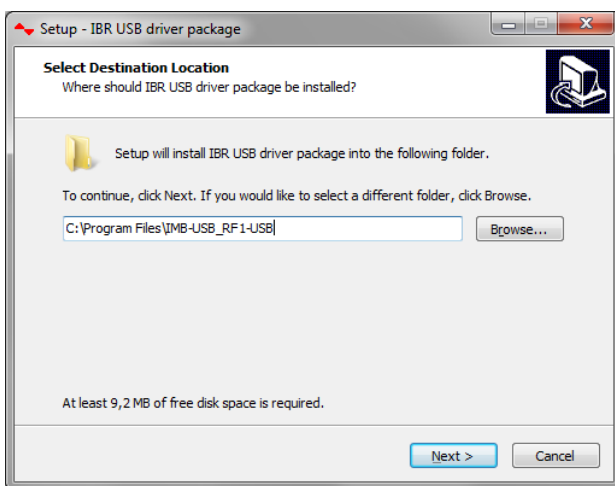 Setup - IBR USB driver package
Select Destination Location
Where should IBR USB driver package be installed?
Setup will install IBR USB driver package into the following folder.
To continue, click Next. If you would like to select a different folder, click Browse.
C:\Program Files\IMB-USB_RF1-USB
Browse...
At least 9,2 MB of free disk space is required.
Next >
Cancel